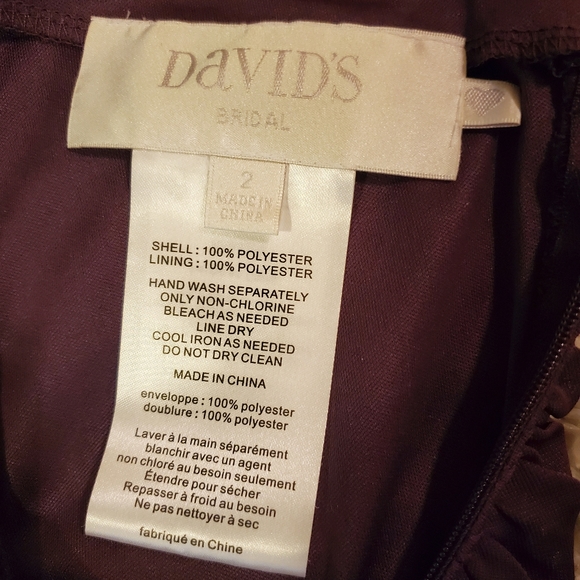 DaVID'S
BRIDAL
2
MADE IN
CHINA
SHELL : 100% POLYESTER
LINING : 100% POLYESTER
HAND WASH SEPARATELY
ONLY NON-CHLORINE
BLEACH AS NEEDED
LINE DRY
COOL IRON AS NEEDED
DO NOT DRY CLEAN
MADE IN CHINA
enveloppe : 100% polyester
doublure : 100% polyester
Laver à la main séparément
blanchir avec un agent
non chloré au besoin seulement
Étendre pour sécher
Repasser à froid au besoin
Ne pas nettoyer à sec
fabriqué en Chine